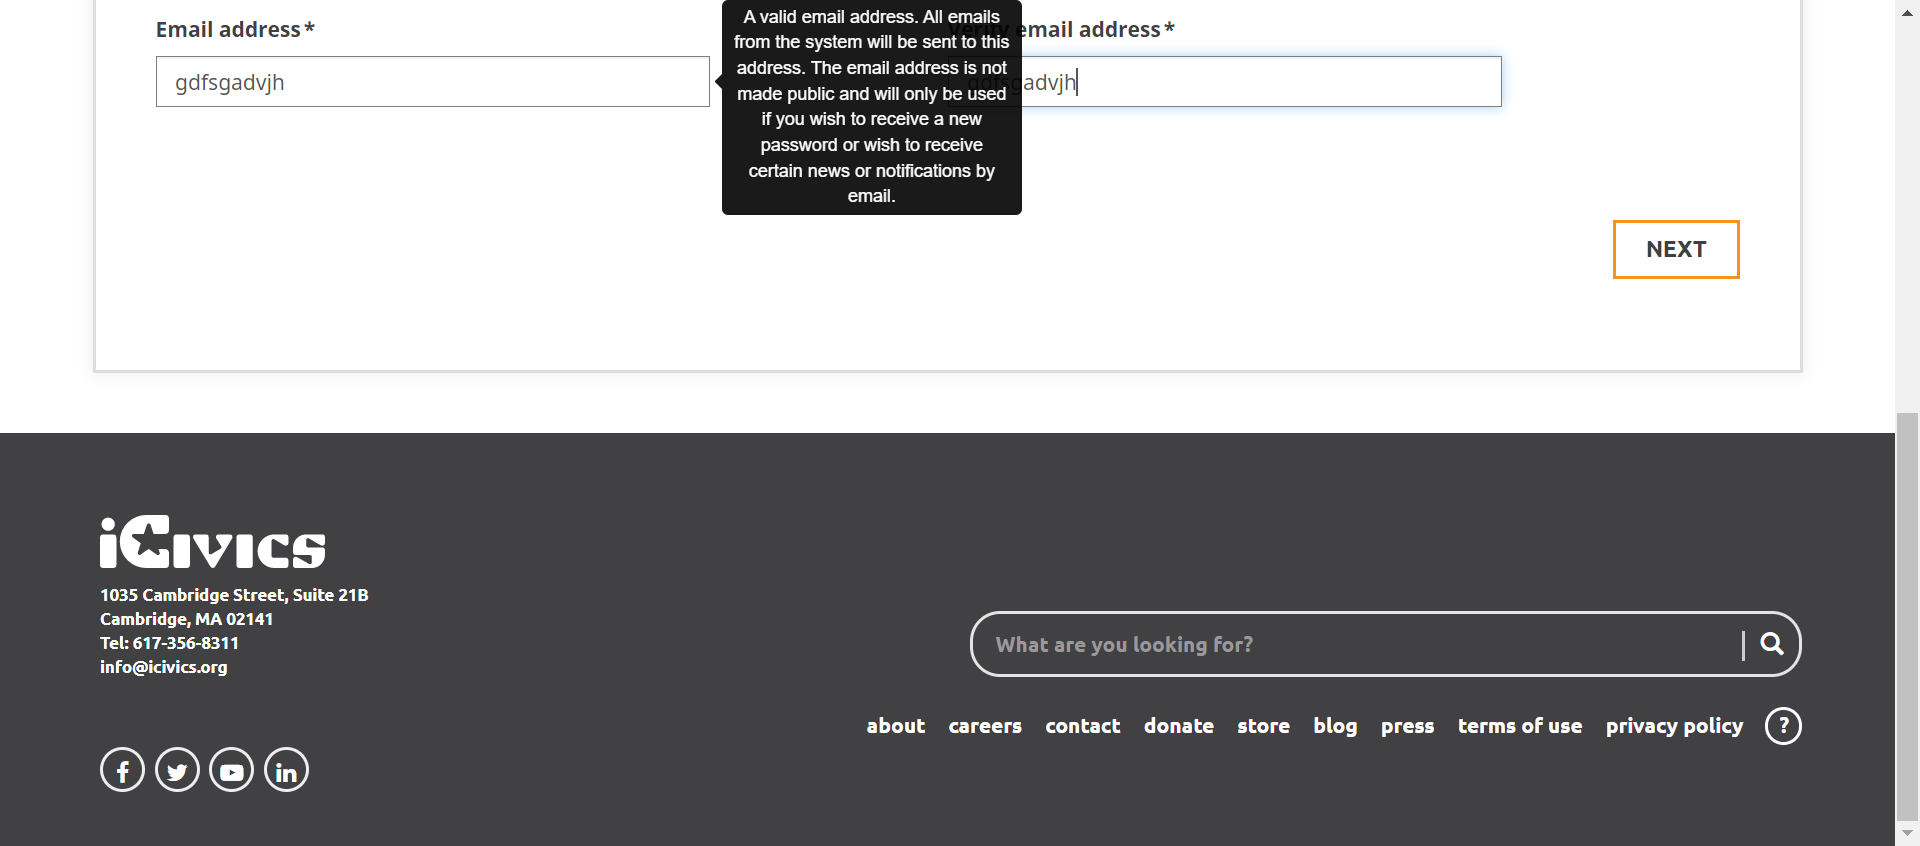 Email address*
gdfsgadvjh
A valid email address. All emails
from the system will be sent to this
address. The email address is not
made public and will only be used
if you wish to receive a new
password or wish to receive
certain news or notifications by
email.
Verify email address*
gdfsgadvjh
NEXT
iCivics
1035 Cambridge Street, Suite 21B
Cambridge, MA 02141
Tel: 617-356-8311
info@icivics.org
What are you looking for?
about careers contact donate store blog press terms of use privacy policy ?